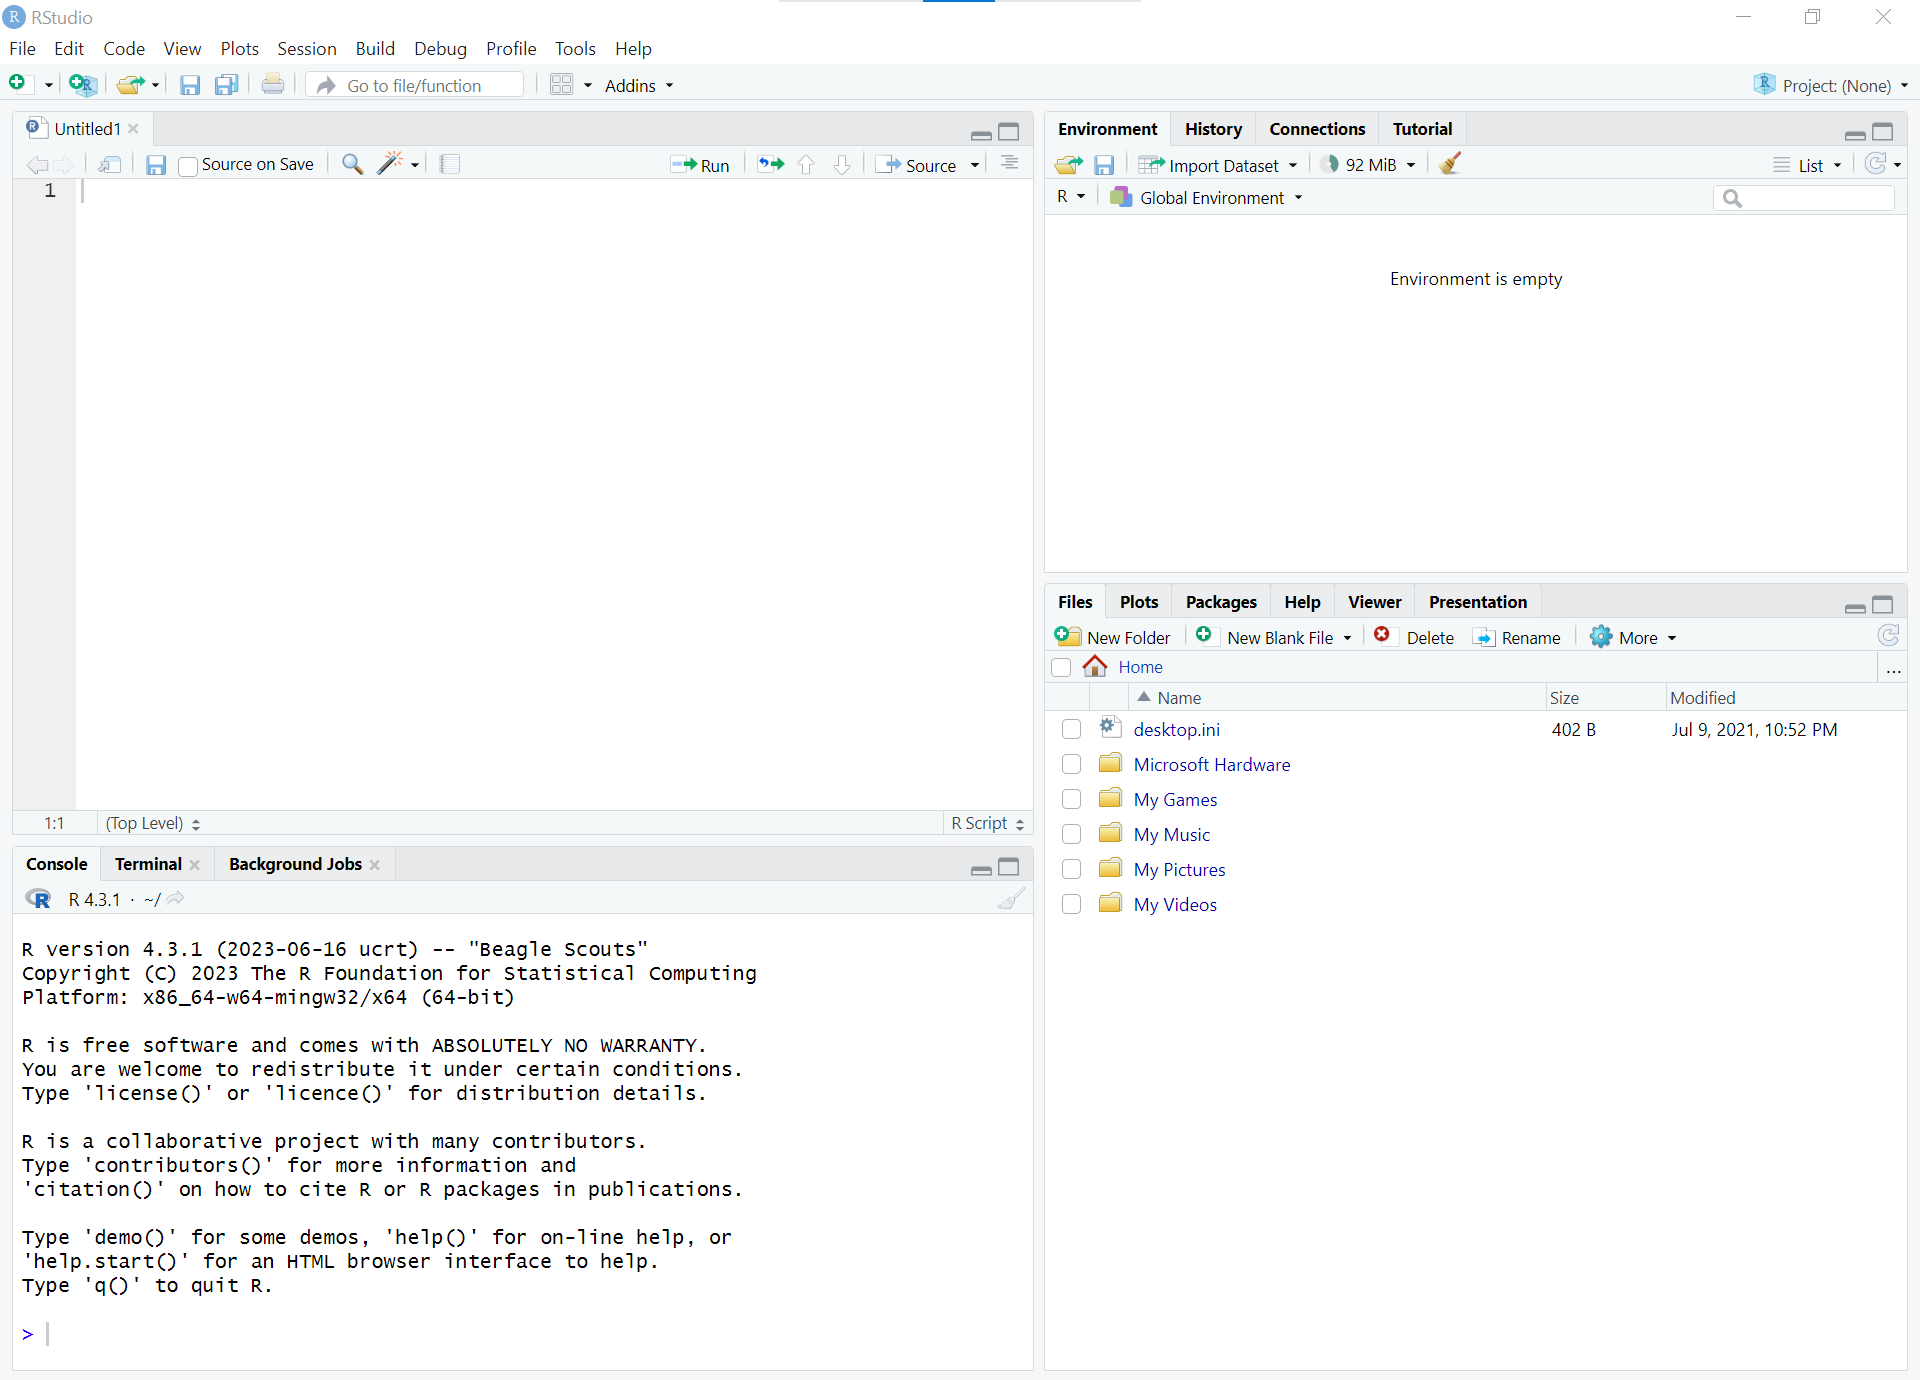 RStudio
File Edit Code View Plots Session Build Debug Profile Tools Help
Go to file/function Addins Project: (None)
Untitled1
Source on Save Run Source
1
1:1 (Top Level) R Script
Console Terminal Background Jobs
R 4.3.1 · ~/
R version 4.3.1 (2023-06-16 ucrt) -- "Beagle Scouts"
Copyright (C) 2023 The R Foundation for Statistical Computing
Platform: x86_64-w64-mingw32/x64 (64-bit)
R is free software and comes with ABSOLUTELY NO WARRANTY.
You are welcome to redistribute it under certain conditions.
Type 'license()' or 'licence()' for distribution details.
R is a collaborative project with many contributors.
Type 'contributors()' for more information and
'citation()' on how to cite R or R packages in publications.
Type 'demo()' for some demos, 'help()' for on-line help, or
'help.start()' for an HTML browser interface to help.
Type 'q()' to quit R.
>
Environment History Connections Tutorial
Import Dataset 92 MiB List
R Global Environment
Environment is empty
Files Plots Packages Help Viewer Presentation
New Folder New Blank File Delete Rename More
Home ...
Name Size Modified
desktop.ini 402 B Jul 9, 2021, 10:52 PM
Microsoft Hardware
My Games
My Music
My Pictures
My Videos